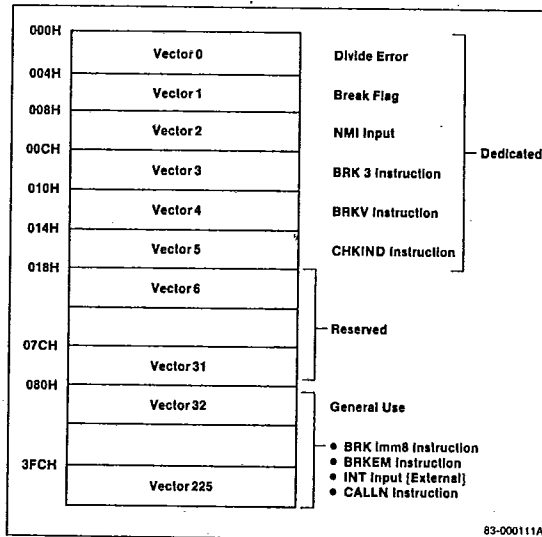 000H
Vector 0 Divide Error
004H
Vector 1 Break Flag
008H
Vector 2 NMI Input
00CH
Dedicated
Vector 3 BRK 3 Instruction
010H
Vector 4 BRKV Instruction
014H
Vector 5 CHKIND Instruction
018H
Vector 6
Reserved
07CH
Vector 31
080H
Vector 32 General Use
• BRK Imm8 Instruction
• BRKEM Instruction
3FCH
• INT Input [External]
Vector 225
• CALLN Instruction
83-000111A